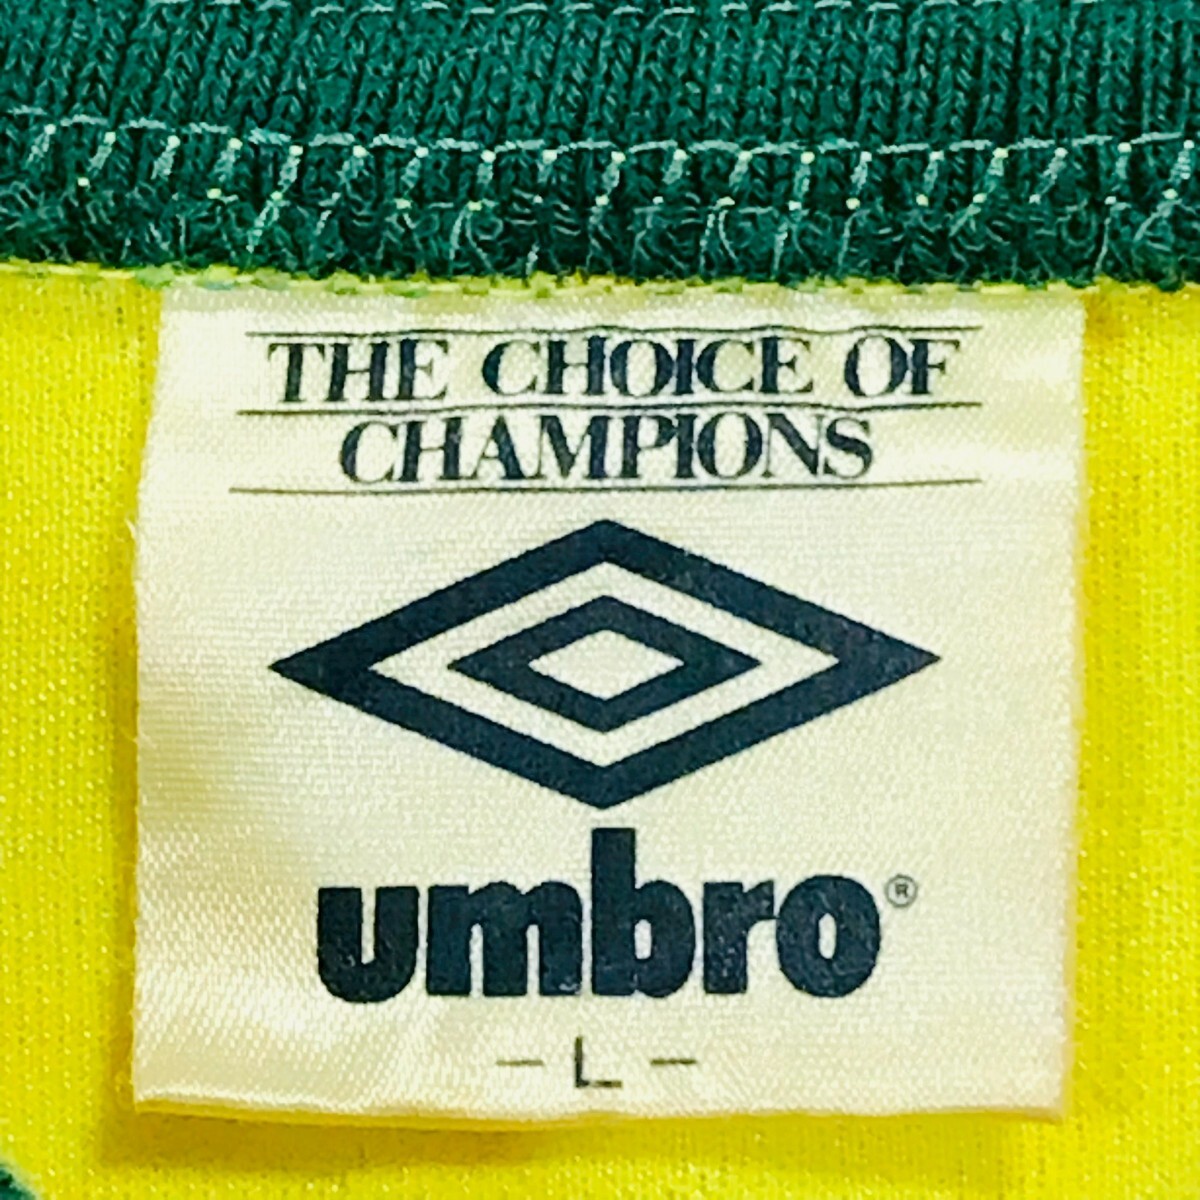 THE CHOICE OF
CHAMPIONS
umbro®
- L -